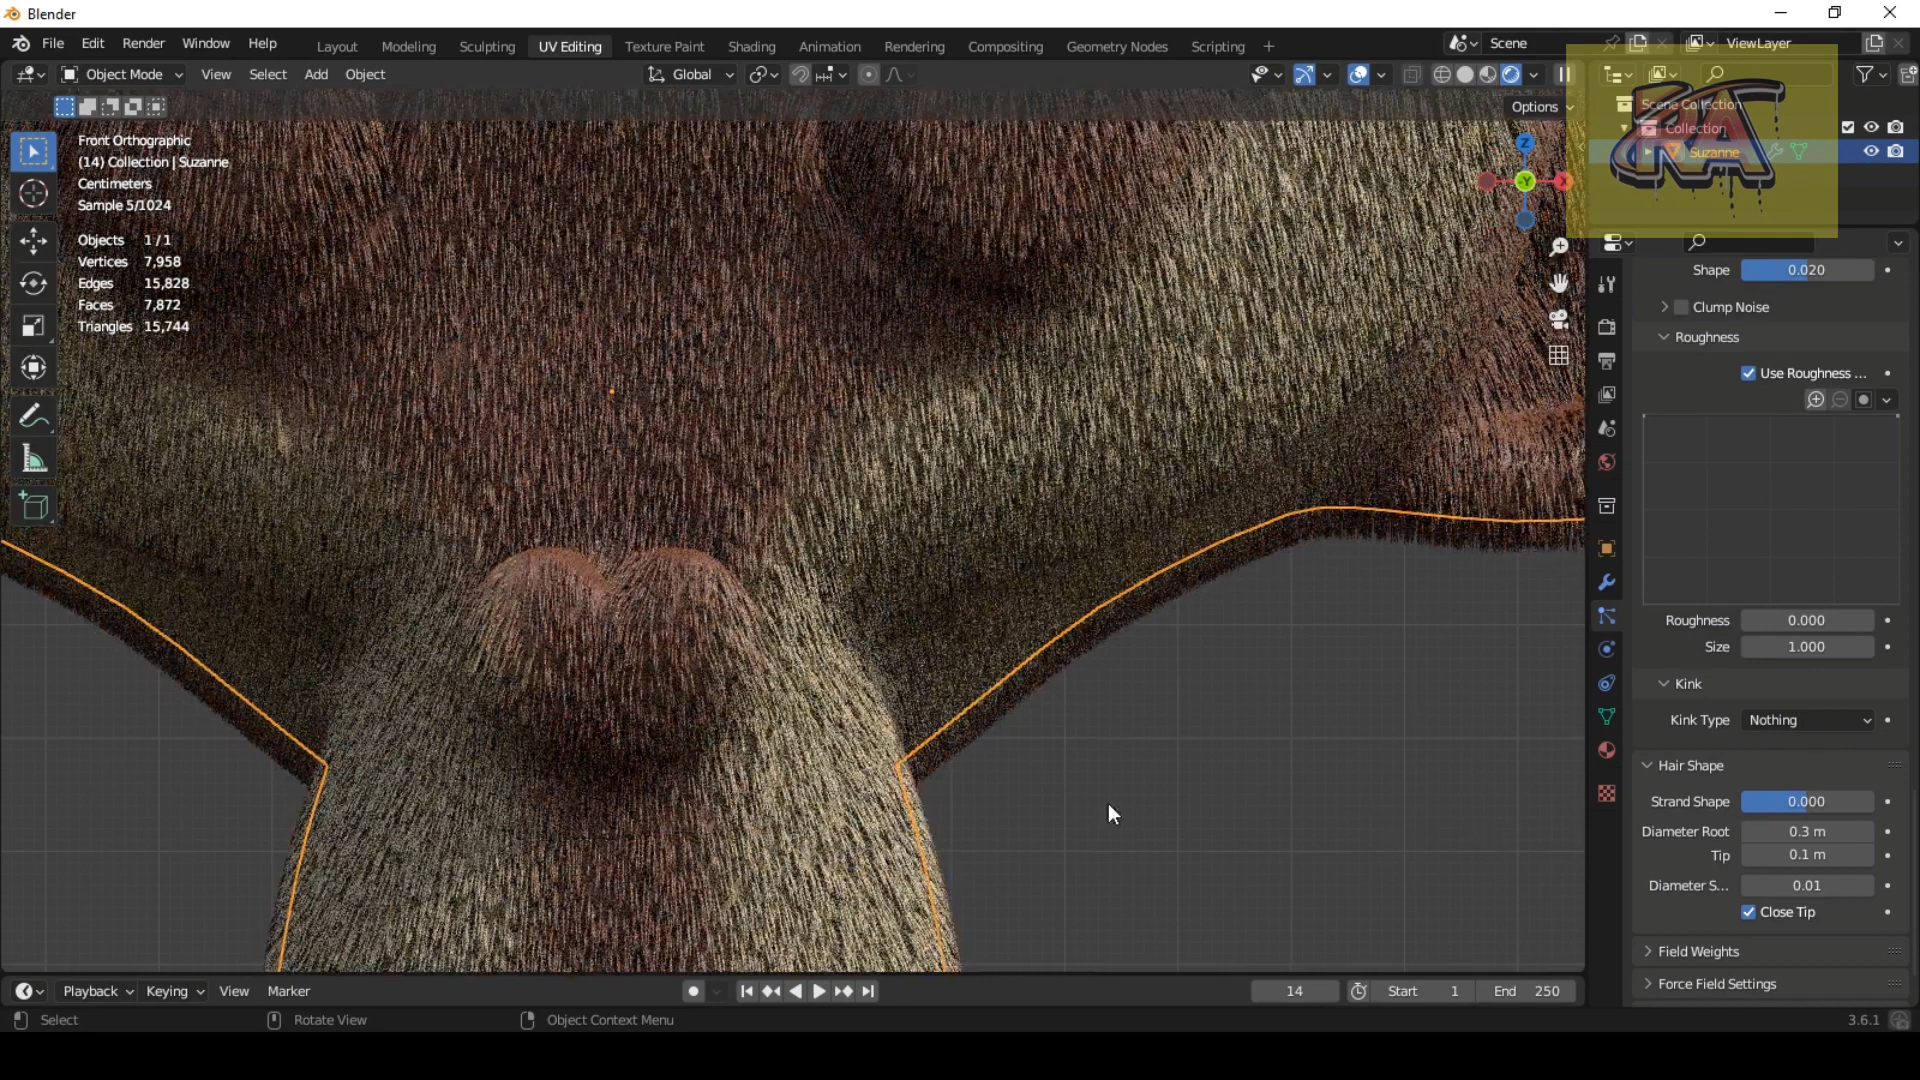 Blender
File Edit Render Window Help Layout Modeling Sculpting UV Editing Texture Paint Shading Animation Rendering Compositing Geometry Nodes Scripting + Scene ViewLayer
Object Mode View Select Add Object Global
Options
Front Orthographic
(14) Collection | Suzanne
Centimeters
Sample 5/1024
Objects 1/1
Vertices 7,958
Edges 15,828
Faces 7,872
Triangles 15,744
Z
-Y
X
Scene Collection
Collection
Suzanne
RA
Shape 0.020
Clump Noise
Roughness
Use Roughness ...
Roughness 0.000
Size 1.000
Kink
Kink Type Nothing
Hair Shape
Strand Shape 0.000
Diameter Root 0.3 m
Tip 0.1 m
Diameter S... 0.01
Close Tip
Field Weights
Force Field Settings
Playback Keying View Marker 14 Start 1 End 250
Select Rotate View Object Context Menu 3.6.1